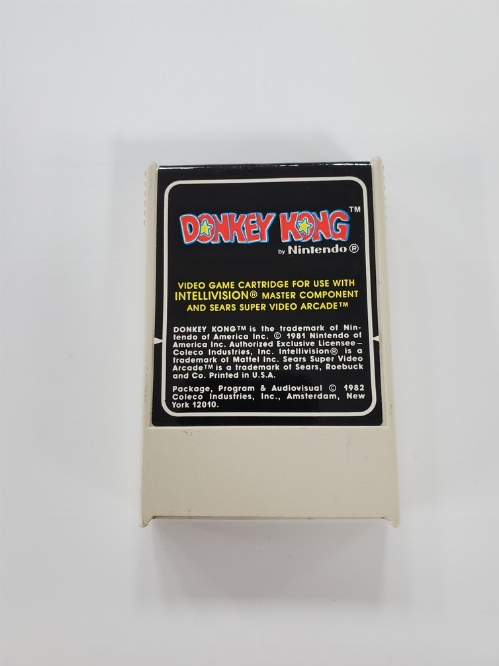 DONKEY KONG™
by Nintendo®
VIDEO GAME CARTRIDGE FOR USE WITH
INTELLIVISION® MASTER COMPONENT
AND SEARS SUPER VIDEO ARCADE™
DONKEY KONG™ is the trademark of Nin-
tendo of America Inc. © 1981 Nintendo of
America Inc. Authorized Exclusive Licensee—
Coleco Industries, Inc. Intellivision® is a
trademark of Mattel Inc. Sears Super Video
Arcade™ is a trademark of Sears, Roebuck
and Co. Printed in U.S.A.
Package, Program & Audiovisual © 1982
Coleco Industries, Inc., Amsterdam, New
York 12010.